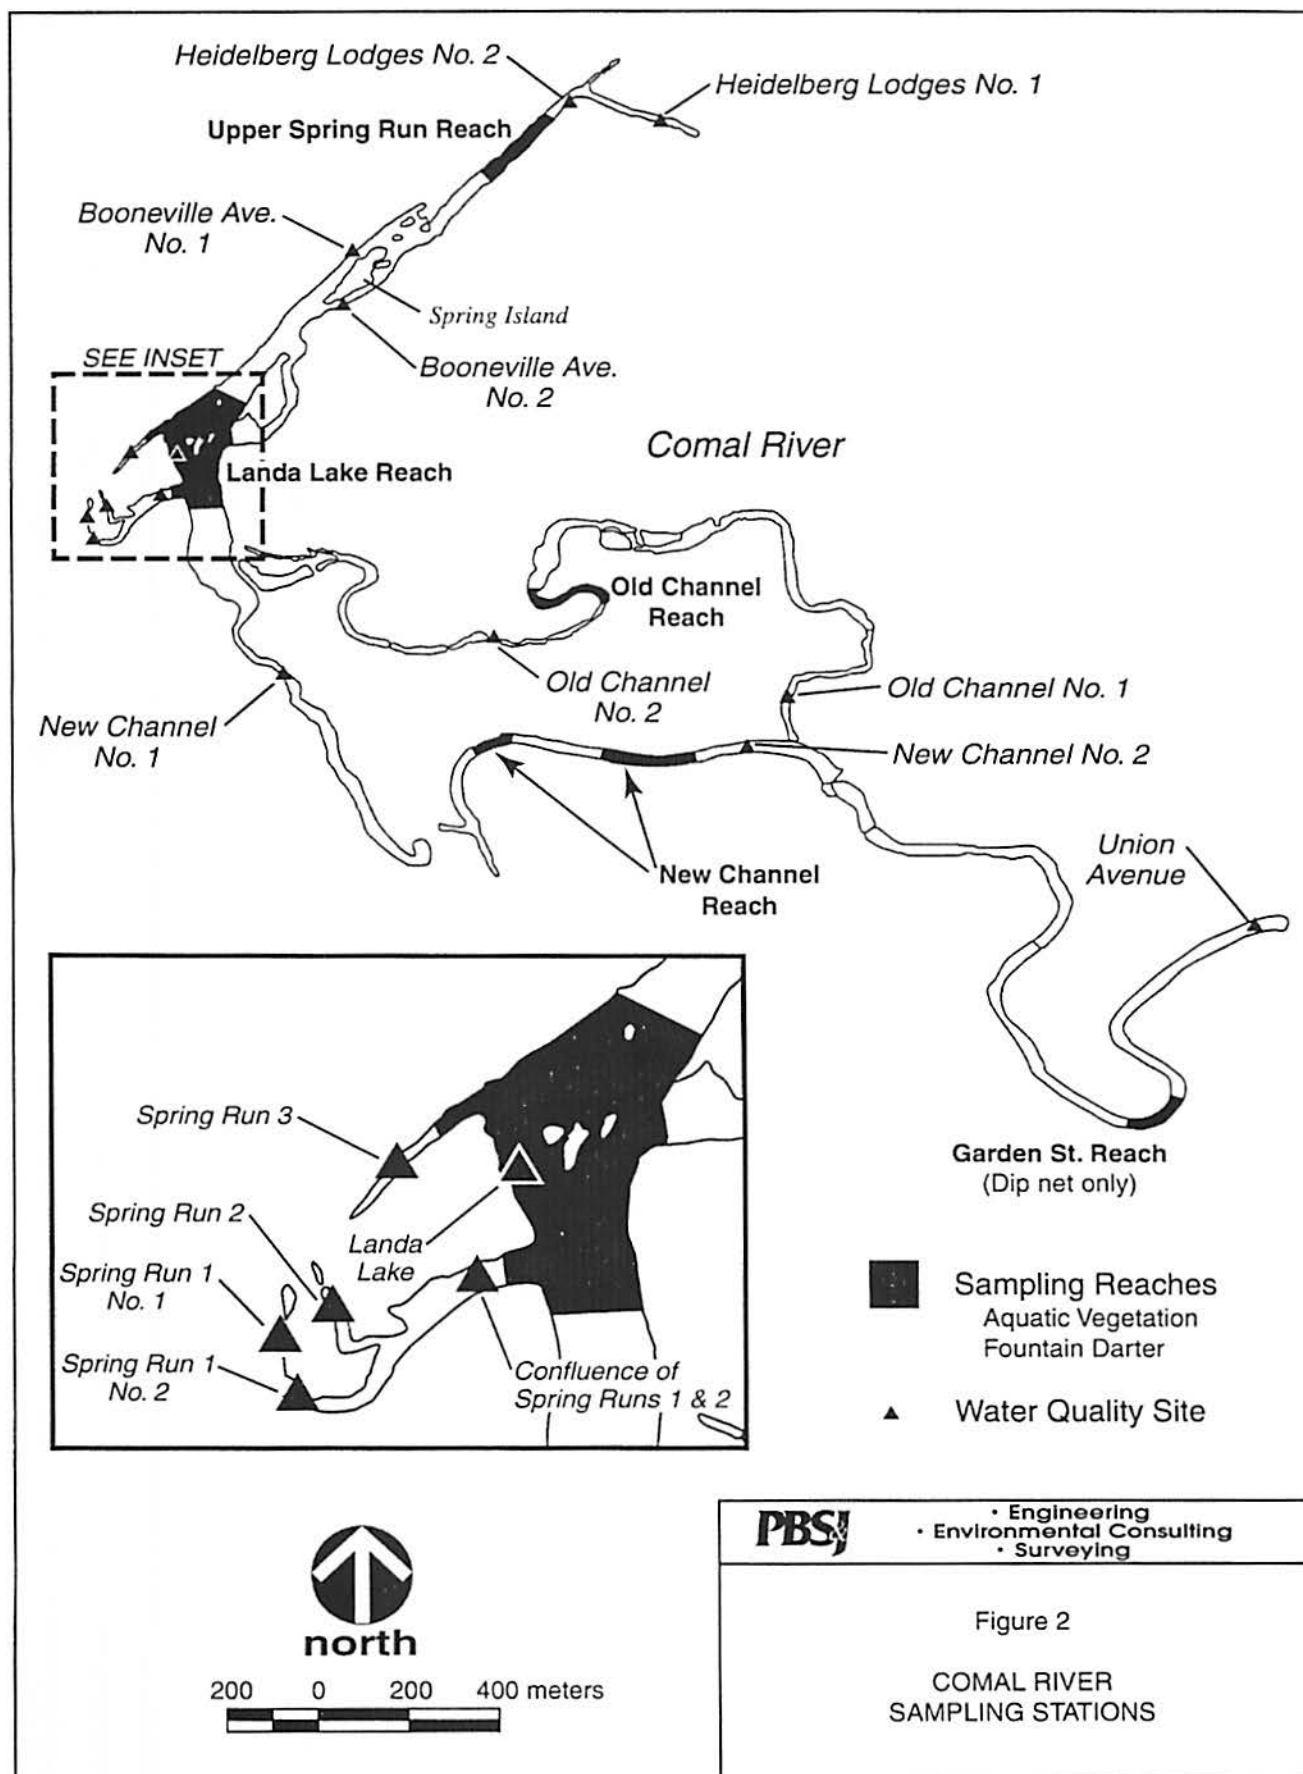 Heidelberg Lodges No. 2
Heidelberg Lodges No. 1
Upper Spring Run Reach
Booneville Ave.
No. 1
Spring Island
SEE INSET
Booneville Ave.
No. 2
Comal River
Landa Lake Reach
Old Channel
Reach
Old Channel
No. 2
Old Channel No. 1
New Channel
No. 1
New Channel No. 2
Union
Avenue
New Channel
Reach
Spring Run 3
Spring Run 2
Landa
Lake
Spring Run 1
No. 1
Spring Run 1
No. 2
Confluence of
Spring Runs 1 & 2
Garden St. Reach
(Dip net only)
Sampling Reaches
Aquatic Vegetation
Fountain Darter
Water Quality Site
north
200 0 200 400 meters
PBS&J
• Engineering
• Environmental Consulting
• Surveying
Figure 2
COMAL RIVER
SAMPLING STATIONS